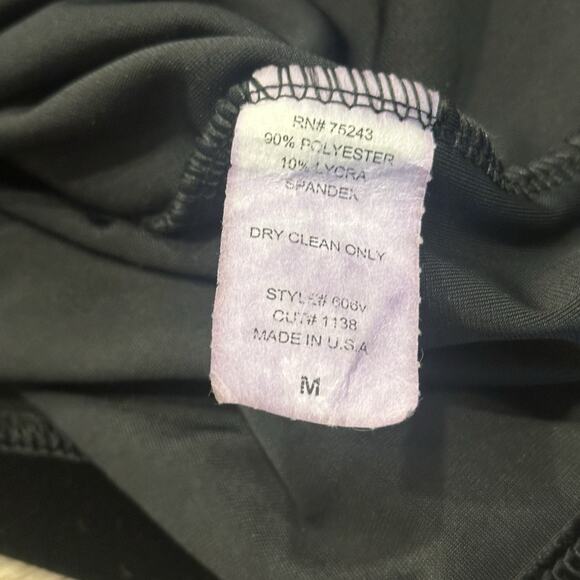 RN# 75243
90% POLYESTER
10% LYCRA
SPANDEX
DRY CLEAN ONLY
STYLE# 606v
CUT# 1138
MADE IN U.S.A
M